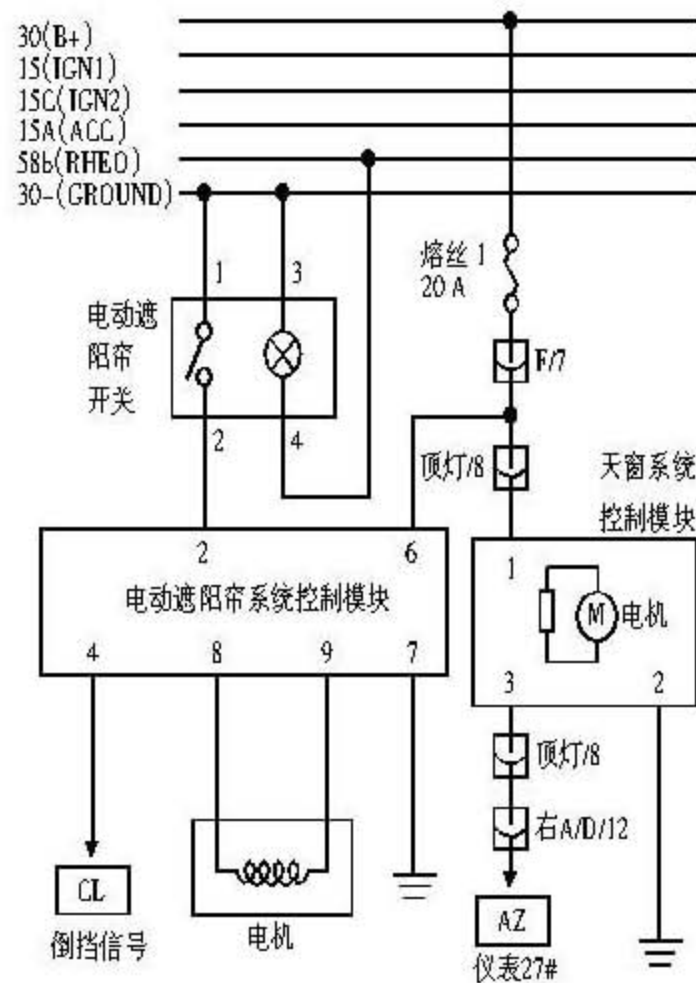 30(B+)
15(IGN1)
15C(IGN2)
15A(ACC)
58b(RHEO)
30-(GROUND)
熔丝 1
20 A
1
3
电动遮
阳帘
开关
F/7
2
4
顶灯/8
天窗系统
控制模块
2
6
1
电动遮阳帘系统控制模块
M
电机
4
8
9
7
3
2
顶灯/8
右A/D/12
CL
倒挡信号
电机
AZ
仪表27#